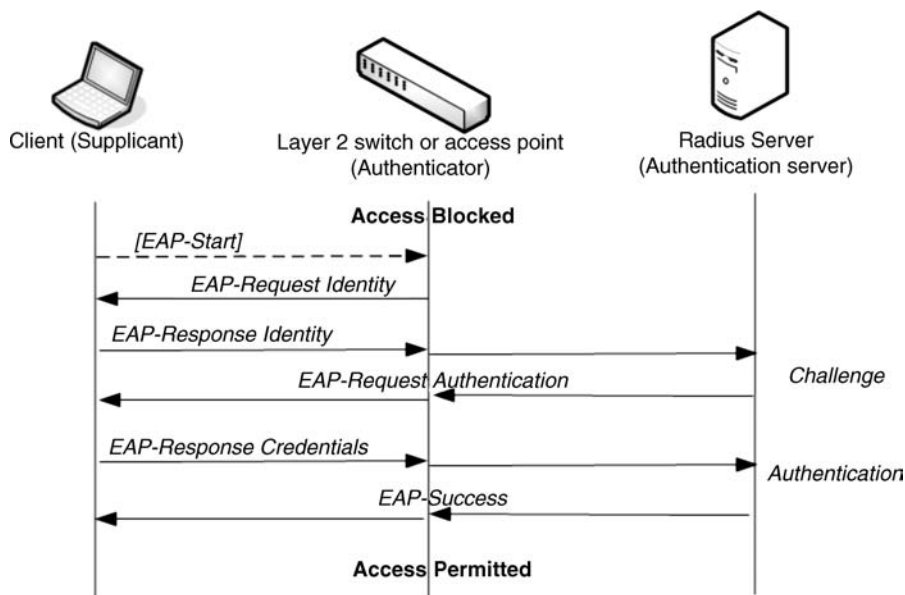 Client (Supplicant)
Layer 2 switch or access point
(Authenticator)
Radius Server
(Authentication server)
Access Blocked
[EAP-Start]
EAP-Request Identity
EAP-Response Identity
EAP-Request Authentication
Challenge
EAP-Response Credentials
Authentication
EAP-Success
Access Permitted